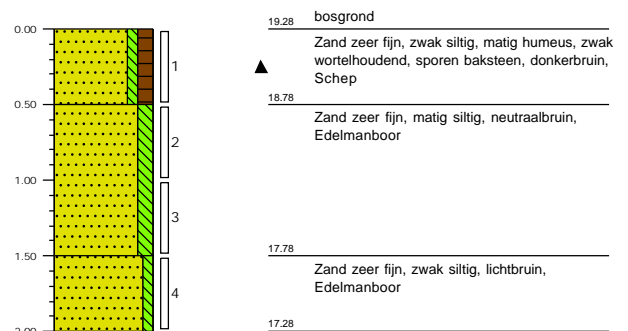 bosgrond
0.00
19.28
Zand zeer fijn, zwak siltig, matig humeus, zwak
wortelhoudend, sporen baksteen, donkerbruin,
Schep
1
0.50
18.78
Zand zeer fijn, matig siltig, neutraalbruin,
Edelmanboor
2
1.00
3
1.50
17.78
Zand zeer fijn, zwak siltig, lichtbruin,
Edelmanboor
4
2.00
17.28